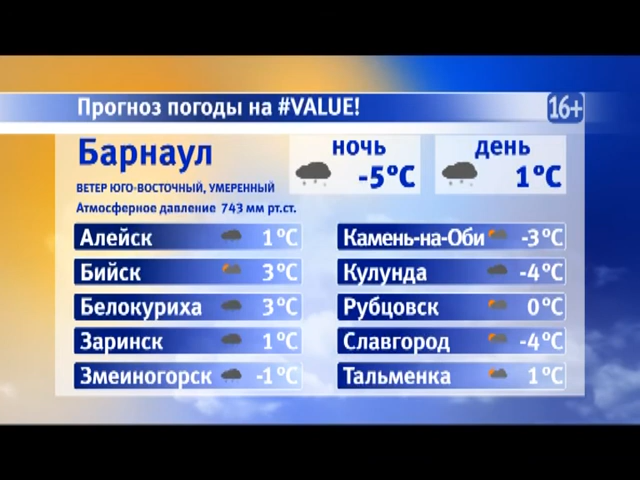 Прогноз погоды на #VALUE!
16+
Барнаул
ночь
-5°C
день
1°C
ВЕТЕР ЮГО-ВОСТОЧНЫЙ, УМЕРЕННЫЙ
Атмосферное давление 743 мм рт.ст.
Алейск 1°C
Бийск 3°C
Белокуриха 3°C
Заринск 1°C
Змеиногорск -1°C
Камень-на-Оби -3°C
Кулунда -4°C
Рубцовск 0°C
Славгород -4°C
Тальменка 1°C